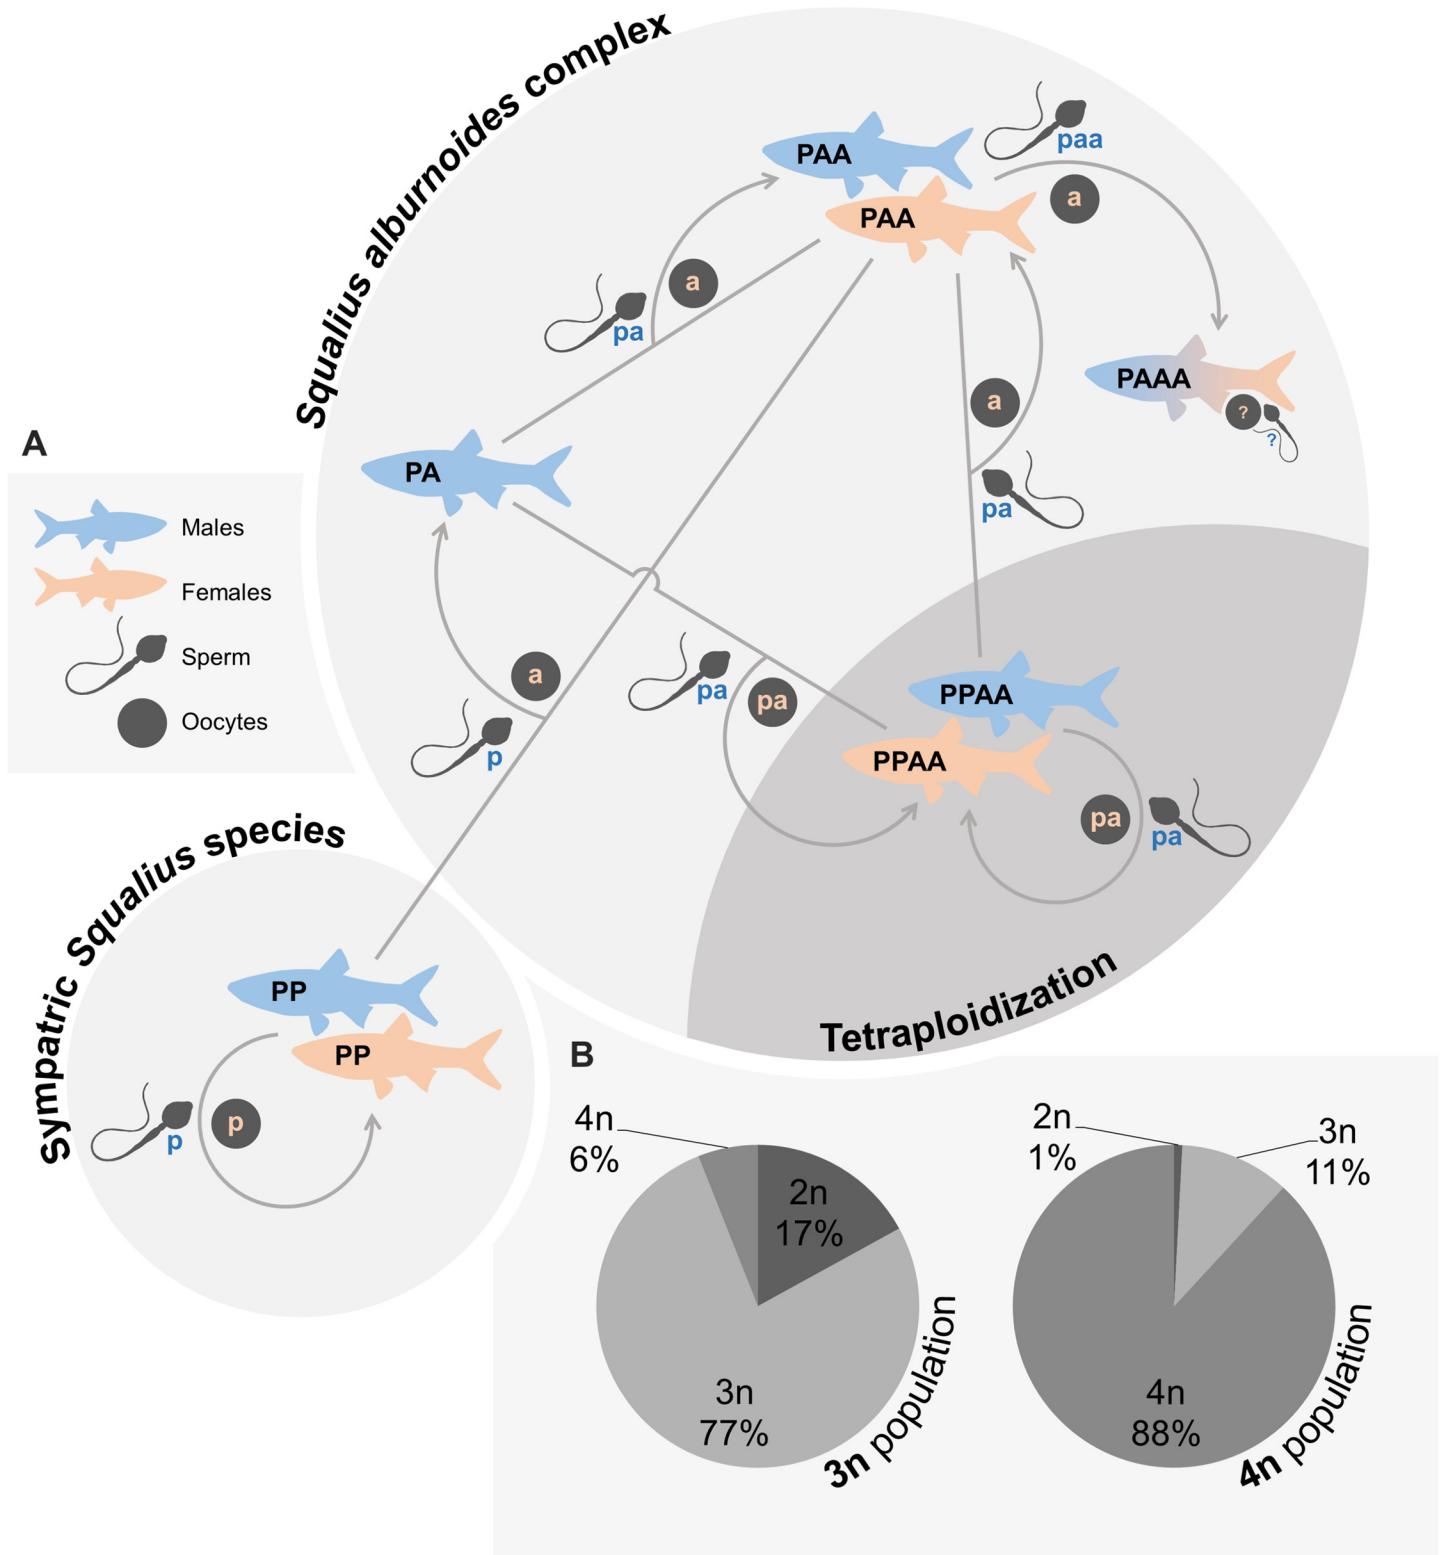 Squalius alburnoides complex
paa
PAA
a
PAA
a
pa
PAAA
?
?
a
A
PA
pa
Males
Females
Sperm
Oocytes
a
p
pa
pa
PPAA
PPAA
pa
pa
Tetraploidization
Sympatric Squalius species
PP
PP
p
p
B
4n
6%
2n
17%
3n
77%
3n population
2n
1%
3n
11%
4n
88%
4n population